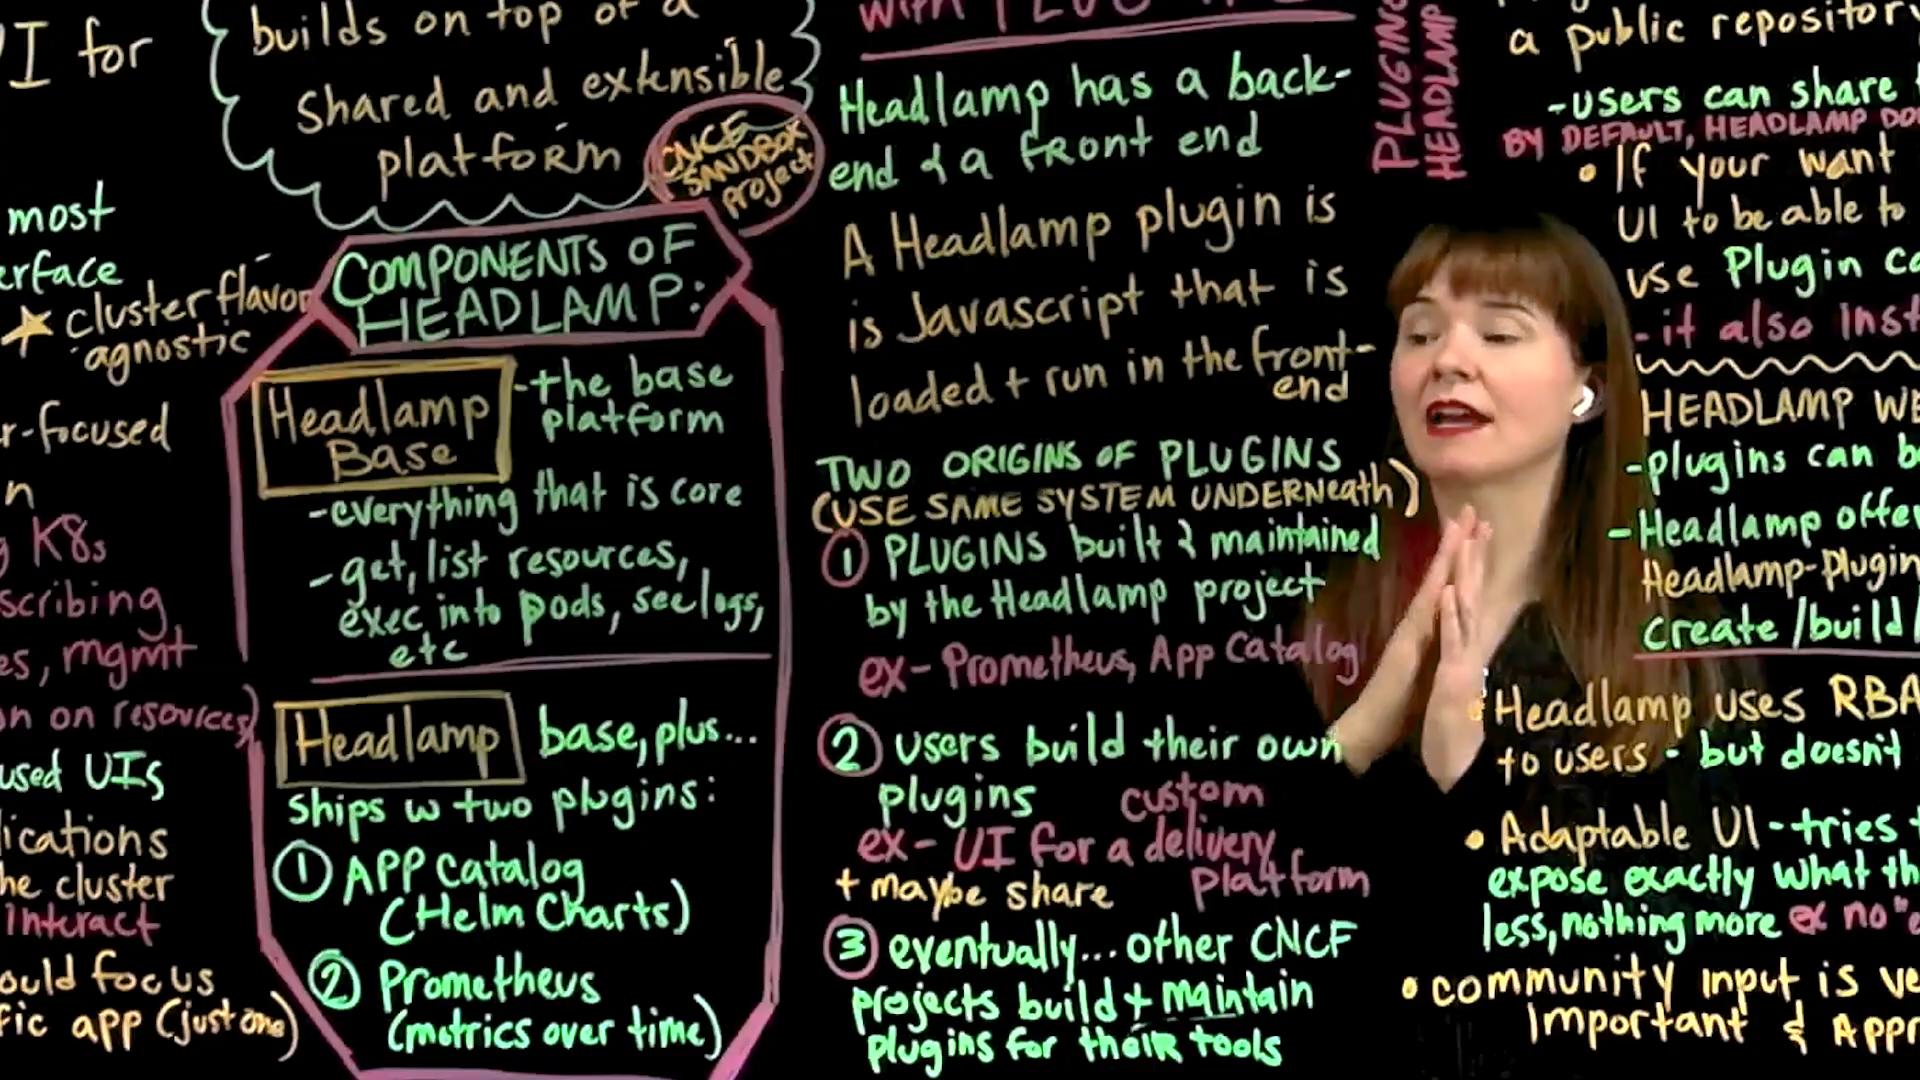 I for
most
erface
cluster flavor
agnostic
r-focused
n
K8s
scribing
es, mgmt
on on resources)
used UIs
lications
he cluster
interact
ould focus
fic app (just one)
builds on top of a
Shared and extensible
platform
CNCF
SANDBOX
project
COMPONENTS OF
HEADLAMP:
Headlamp
Base
-the base
platform
-everything that is core
-get, list resources,
exec into pods, see logs,
etc
Headlamp
base, plus...
Ships w two plugins:
① APP Catalog
(Helm Charts)
② Prometheus
(metrics over time)
with
Headlamp has a back-
end & a front end
A Headlamp plugin is
is Javascript that is
loaded + run in the front-
end
TWO ORIGINS OF PLUGINS
(USE SAME SYSTEM UNDERNEATH)
① PLUGINS built & maintained
by the Headlamp project
ex- Prometheus, App Catalog
② users build their own
plugins
custom
ex- UI for a delivery
platform
+ maybe share
③ eventually... other CNCF
projects build + maintain
plugins for their tools
PLUGINS
HEADLAMP
a public repository
-users can share
BY DEFAULT, HEADLAMP DO
• If your want
UI to be able to
use Plugin Co
-it also inst
HEADLAMP WE
-plugins can b
-Headlamp offe
Headlamp-Plugin
Create/build/
• Headlamp uses RBA
to users - but doesn't
• Adaptable UI - tries
expose exactly what th
less, nothing more ex no "e
• community input is ve
important & Appr